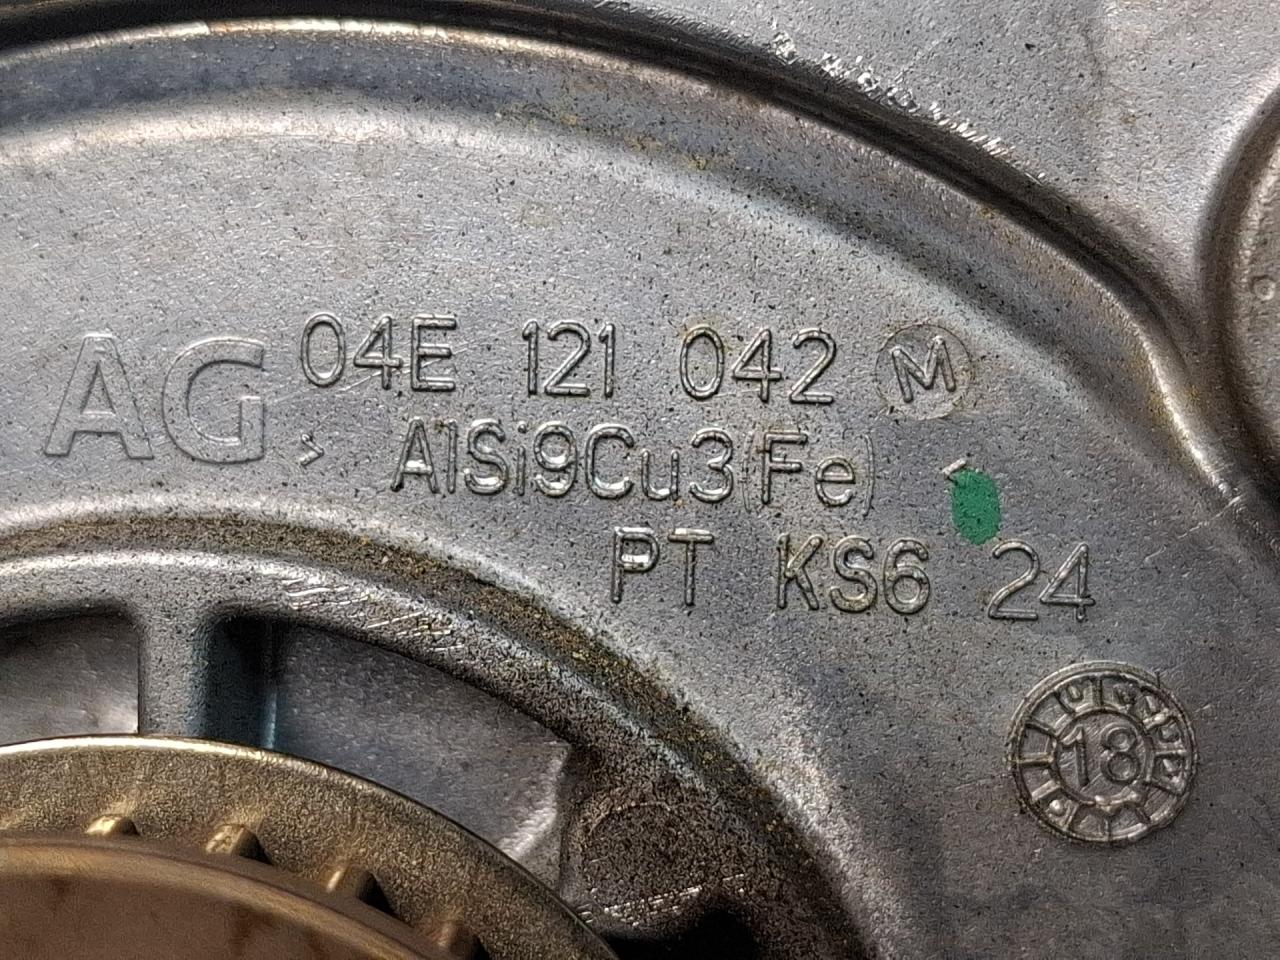 AG 04E 121 042 M
> AlSi9Cu3(Fe)
PT KS6 24
18